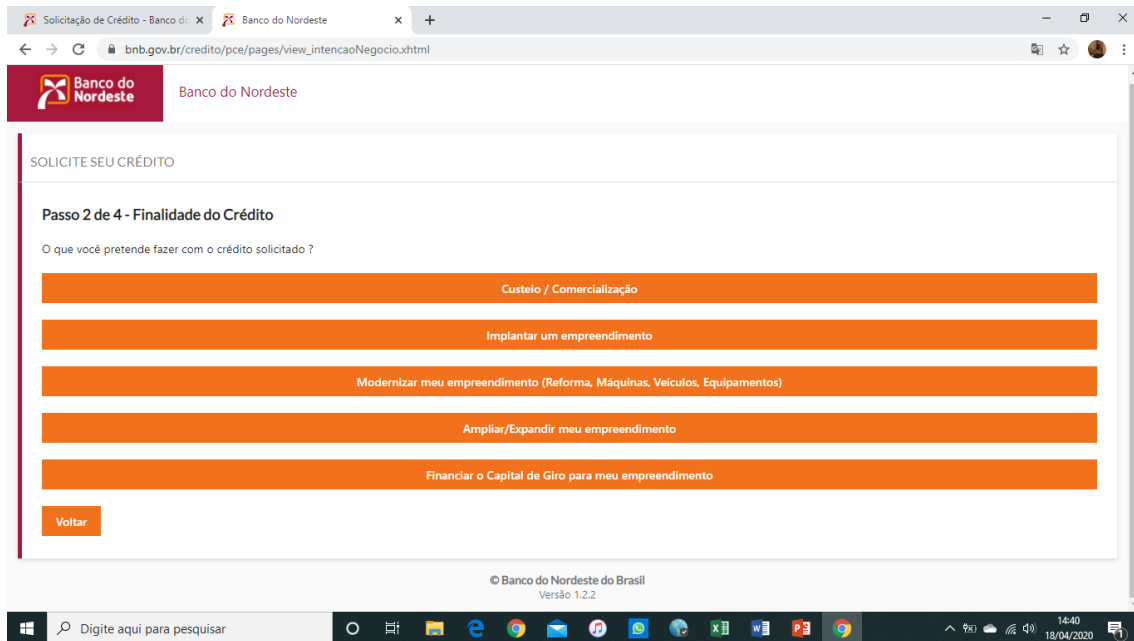 Solicitação de Crédito - Banco do
Banco do Nordeste
bnb.gov.br/credito/pce/pages/view_intencaoNegocio.xhtml
Banco do
Nordeste
Banco do Nordeste
SOLICITE SEU CRÉDITO
Passo 2 de 4 - Finalidade do Crédito
O que você pretende fazer com o crédito solicitado ?
Custeio / Comercialização
Implantar um empreendimento
Modernizar meu empreendimento (Reforma, Máquinas, Veículos, Equipamentos)
Ampliar/Expandir meu empreendimento
Financiar o Capital de Giro para meu empreendimento
Voltar
© Banco do Nordeste do Brasil
Versão 1.2.2
Digite aqui para pesquisar
14:40
18/04/2020